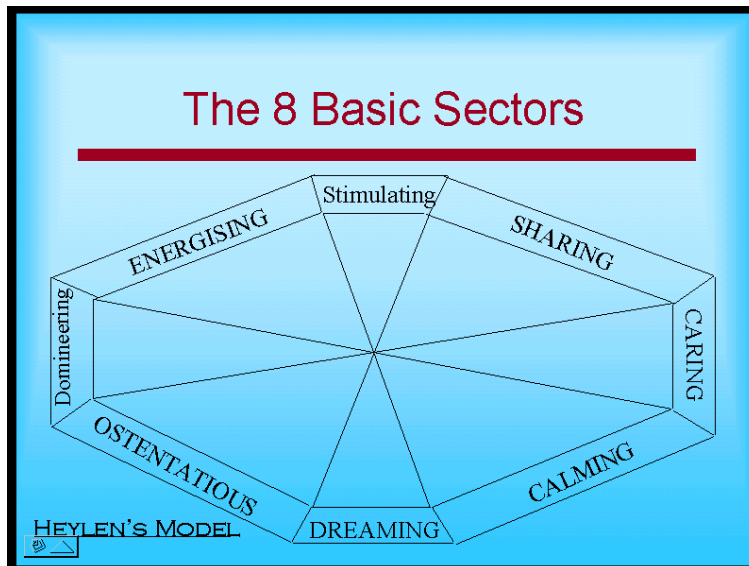 The 8 Basic Sectors
Stimulating
ENERGISING
SHARING
Domineering
CARING
OSTENTATIOUS
CALMING
DREAMING
HEYLEN'S MODEL